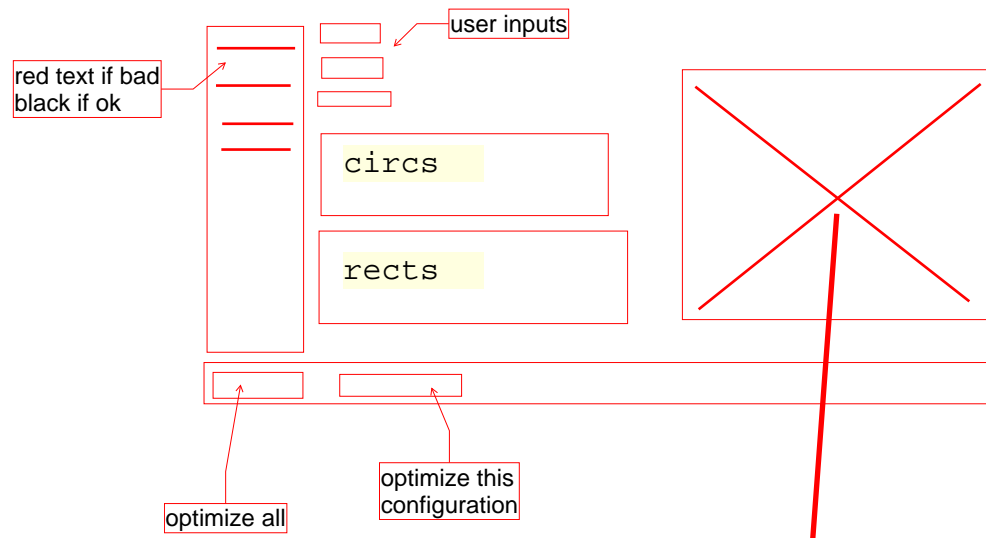 user inputs
red text if bad
black if ok
circs
rects
optimize this
configuration
optimize all